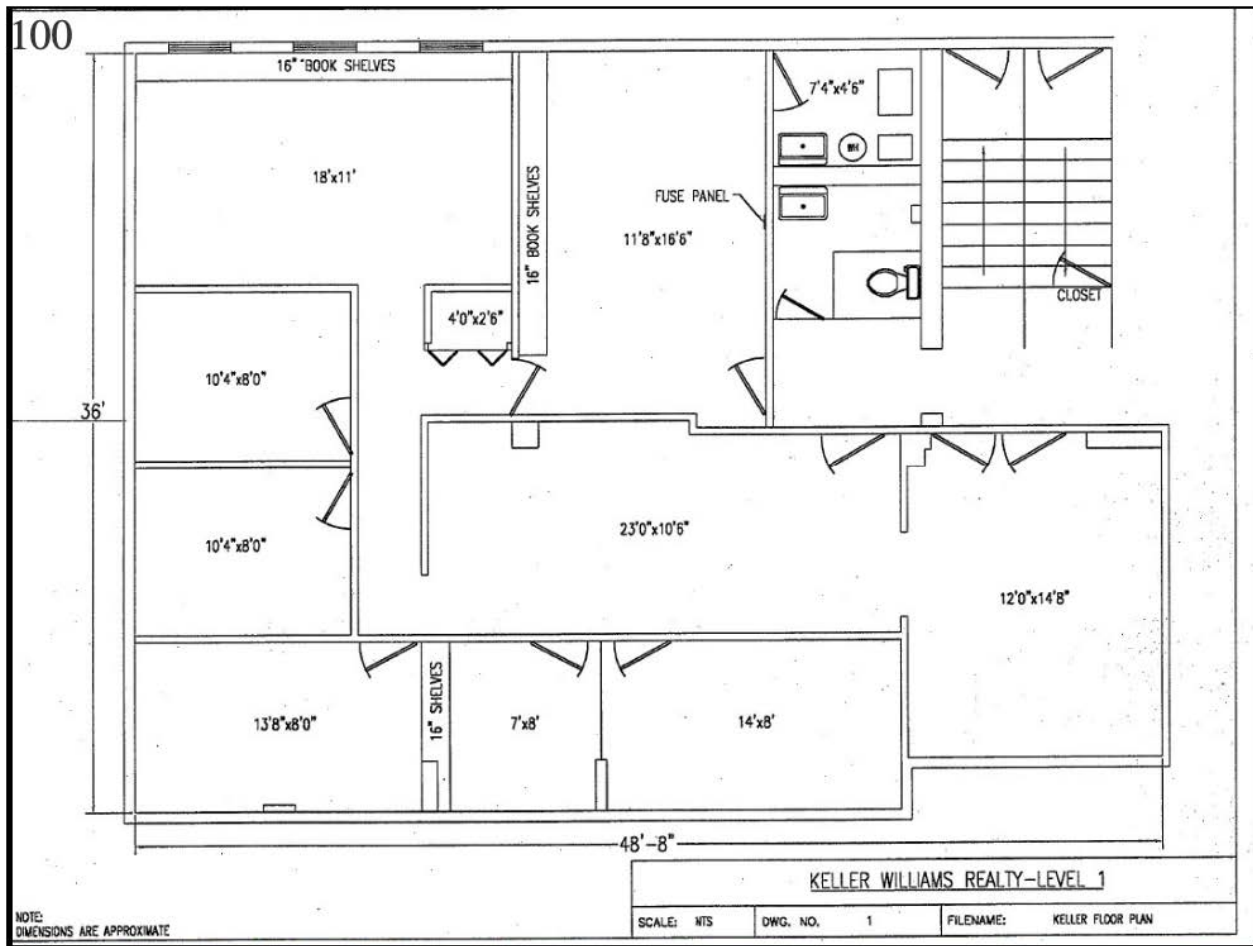 100
16" BOOK SHELVES
7'4"x4'6"
WH
18'x11'
16" BOOK SHELVES
FUSE PANEL
11'8"x16'6"
CLOSET
4'0"x2'6"
10'4"x8'0"
36'
23'0"x10'6"
10'4"x8'0"
12'0"x14'8"
16" SHELVES
13'8"x8'0"
7'x8'
14'x8'
48'-8"
KELLER WILLIAMS REALTY-LEVEL 1
NOTE:
DIMENSIONS ARE APPROXIMATE
SCALE: NTS DWG. NO. 1 FILENAME: KELLER FLOOR PLAN